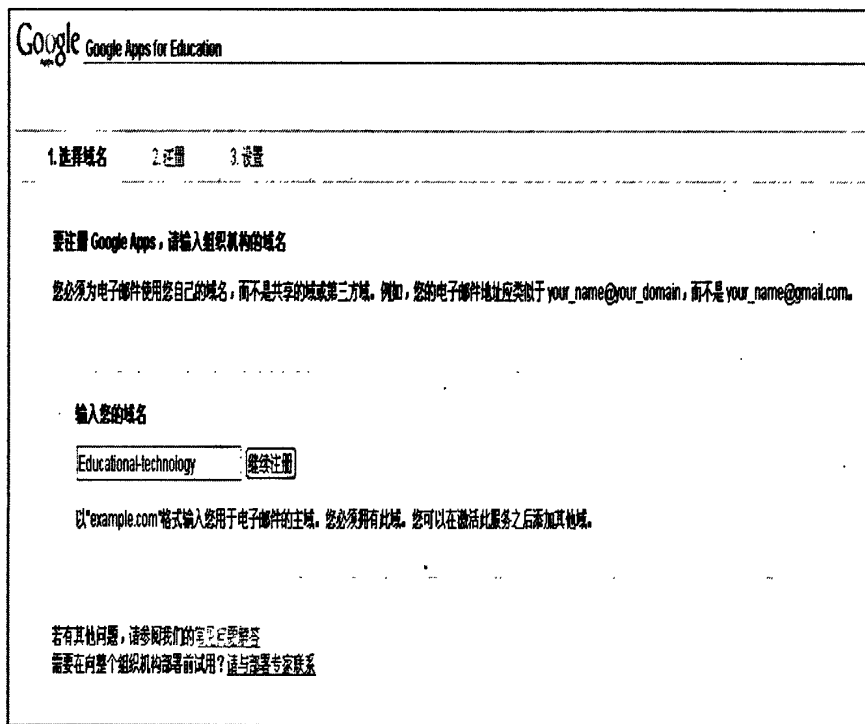 Google Apps Google Apps for Education
1.选择域名 2.注册 3.设置
要注册 Google Apps，请输入组织机构的域名
您必须为电子邮件使用您自己的域名，而不是共享的域或第三方域。例如，您的电子邮件地址应类似于 your_name@your_domain，而不是 your_name@gmail.com。
输入您的域名
Educational-technology 继续注册
以"example.com"格式输入您用于电子邮件的主域。您必须拥有此域。您可以在激活此服务之后添加其他域。
若有其他问题，请参阅我们的常见疑问解答
需要在向整个组织机构部署前试用？请与部署专家联系